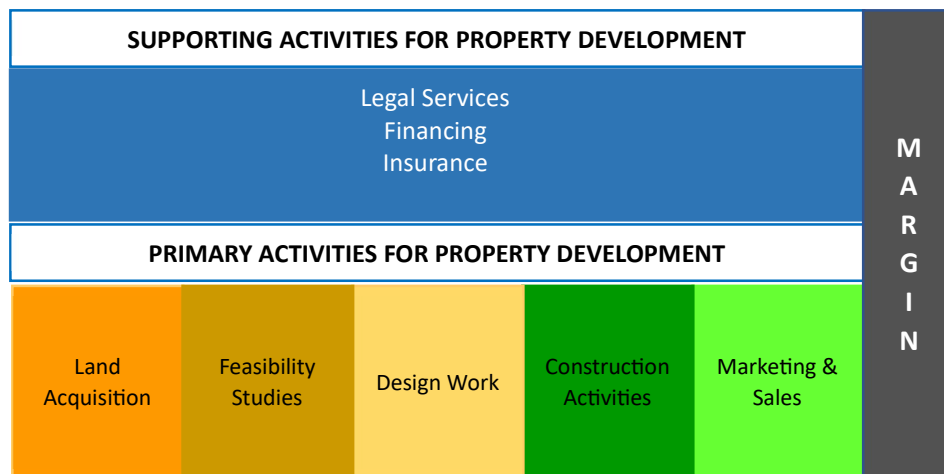 SUPPORTING ACTIVITIES FOR PROPERTY DEVELOPMENT
Legal Services
Financing
Insurance
PRIMARY ACTIVITIES FOR PROPERTY DEVELOPMENT
Land
Acquisition
Feasibility
Studies
Design Work
Construction
Activities
Marketing &
Sales
M
A
R
G
I
N